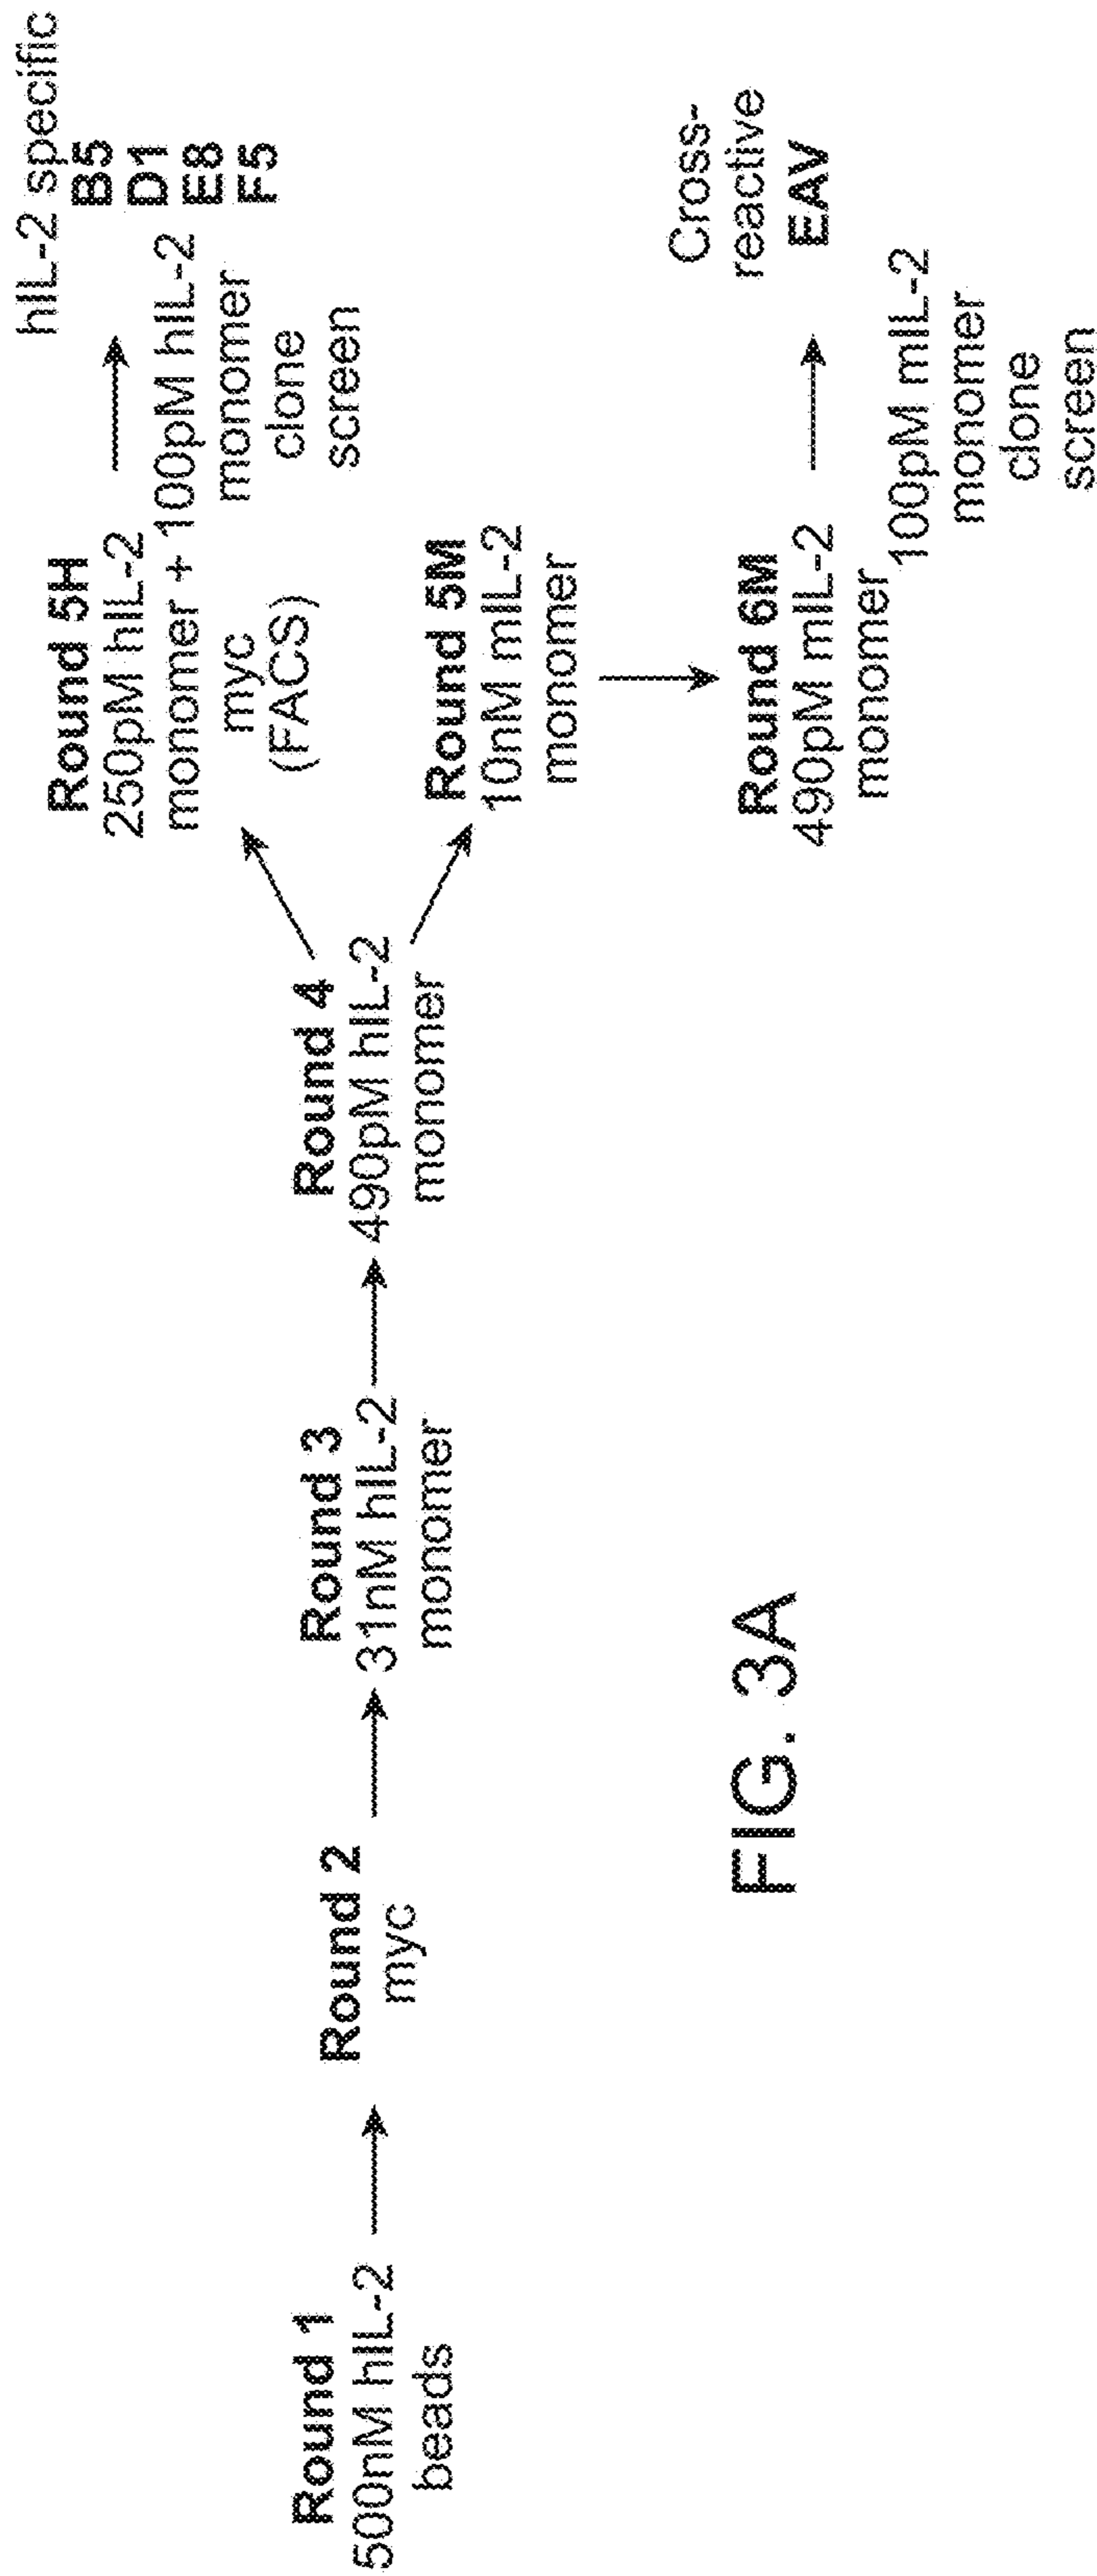 Round 1
500nM hIL-2
beads
Round 2
myc
Round 3
31nM hIL-2
monomer
Round 4
490pM hIL-2
monomer
Round 5H
250pM hIL-2
monomer +
myc
(FACS)
100pM hIL-2
monomer
clone
screen
hIL-2 specific
B5
D1
E8
F5
Round 5M
10nM mIL-2
monomer
Round 6M
490pM mIL-2
monomer
100pM mIL-2
monomer
clone
screen
Cross-
reactive
EAV
FIG. 3A